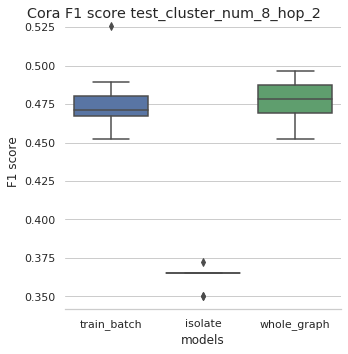 Cora F1 score test_cluster_num_8_hop_2
0.525
0.500
0.475
0.450
0.425
0.400
0.375
0.350
F1 score
train_batch isolate whole_graph
models